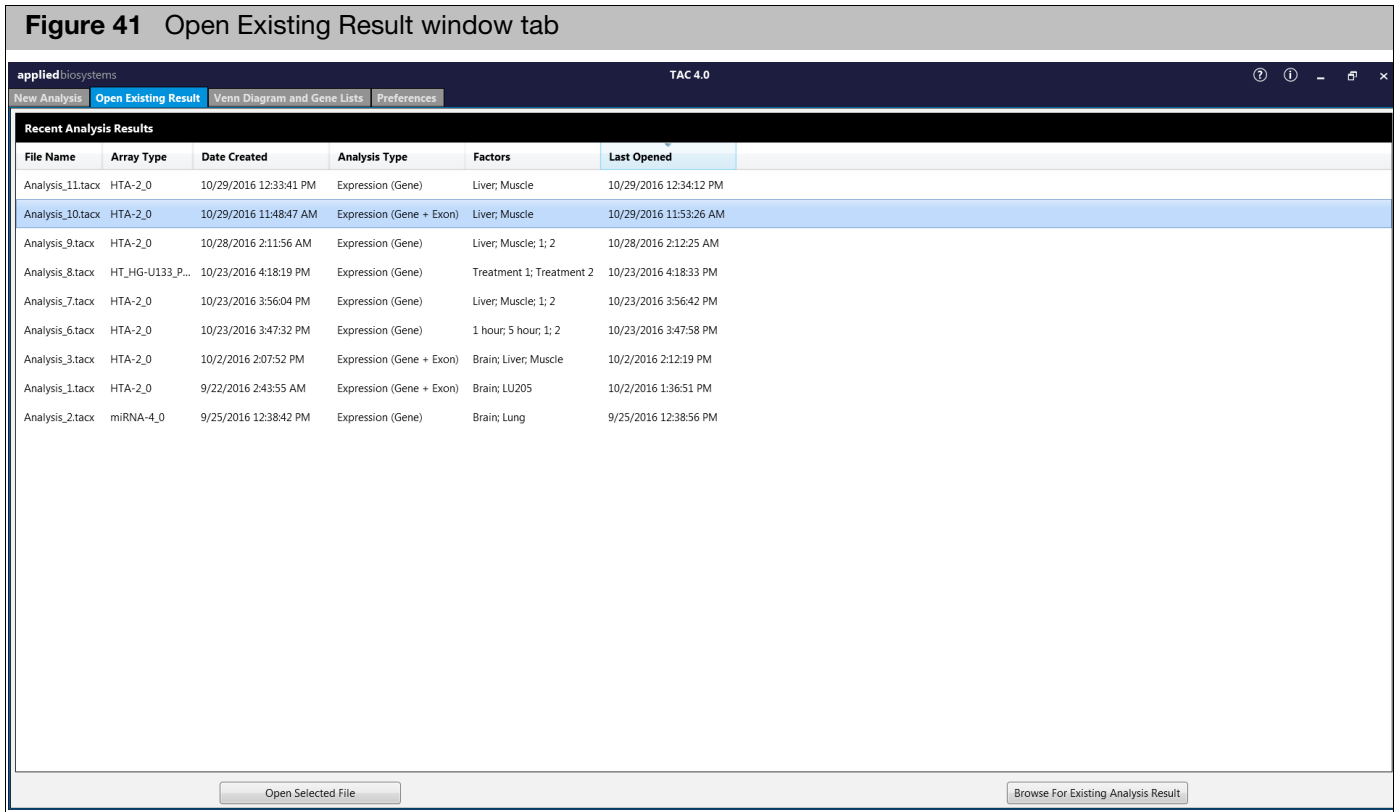 Figure 41 Open Existing Result window tab
appliedbiosystems TAC 4.0
New Analysis Open Existing Result Venn Diagram and Gene Lists Preferences
Recent Analysis Results
File Name Array Type Date Created Analysis Type Factors Last Opened
Analysis_11.tacx HTA-2_0 10/29/2016 12:33:41 PM Expression (Gene) Liver; Muscle 10/29/2016 12:34:12 PM
Analysis_10.tacx HTA-2_0 10/29/2016 11:48:47 AM Expression (Gene + Exon) Liver; Muscle 10/29/2016 11:53:26 AM
Analysis_9.tacx HTA-2_0 10/28/2016 2:11:56 AM Expression (Gene) Liver; Muscle; 1; 2 10/28/2016 2:12:25 AM
Analysis_8.tacx HT_HG-U133_P... 10/23/2016 4:18:19 PM Expression (Gene) Treatment 1; Treatment 2 10/23/2016 4:18:33 PM
Analysis_7.tacx HTA-2_0 10/23/2016 3:56:04 PM Expression (Gene) Liver; Muscle; 1; 2 10/23/2016 3:56:42 PM
Analysis_6.tacx HTA-2_0 10/23/2016 3:47:32 PM Expression (Gene) 1 hour; 5 hour; 1; 2 10/23/2016 3:47:58 PM
Analysis_3.tacx HTA-2_0 10/2/2016 2:07:52 PM Expression (Gene + Exon) Brain; Liver; Muscle 10/2/2016 2:12:19 PM
Analysis_1.tacx HTA-2_0 9/22/2016 2:43:55 AM Expression (Gene + Exon) Brain; LU205 10/2/2016 1:36:51 PM
Analysis_2.tacx miRNA-4_0 9/25/2016 12:38:42 PM Expression (Gene) Brain; Lung 9/25/2016 12:38:56 PM
Open Selected File Browse For Existing Analysis Result